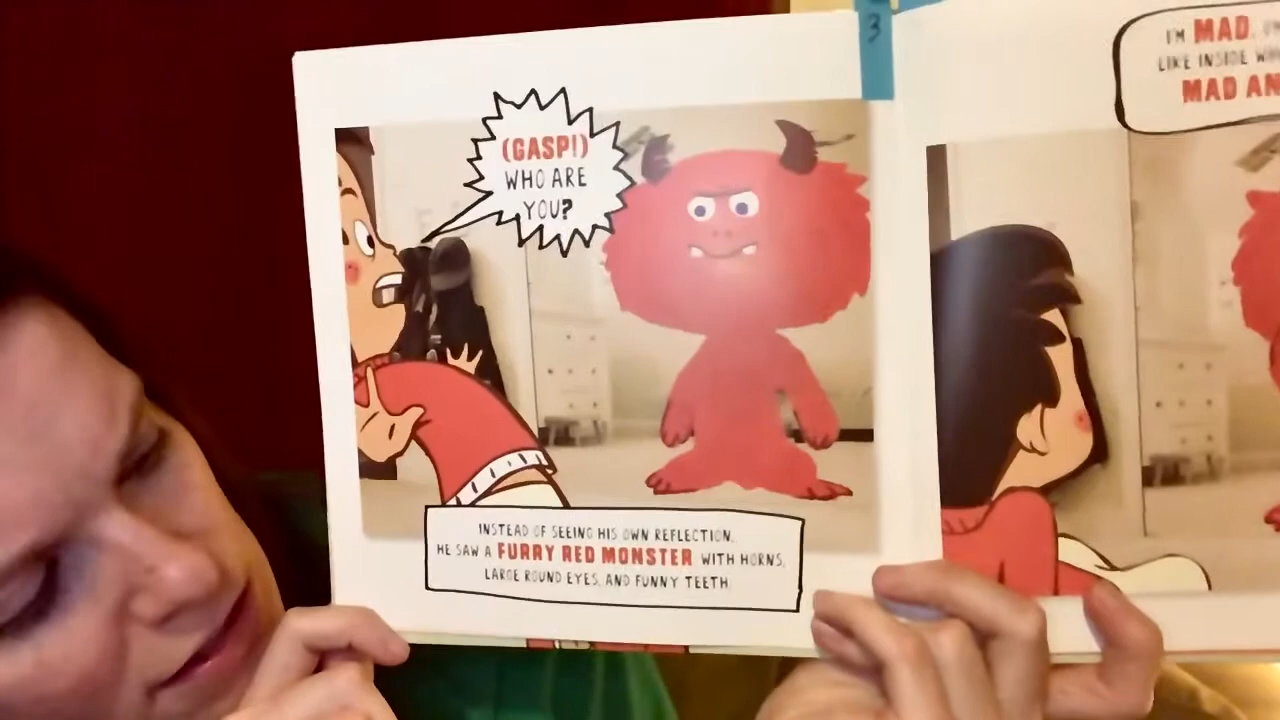 3
(GASP!)
WHO ARE
YOU?
INSTEAD OF SEEING HIS OWN REFLECTION,
HE SAW A FURRY RED MONSTER WITH HORNS,
LARGE ROUND EYES, AND FUNNY TEETH.
I'M MAD.
LIKE INSIDE
MAD